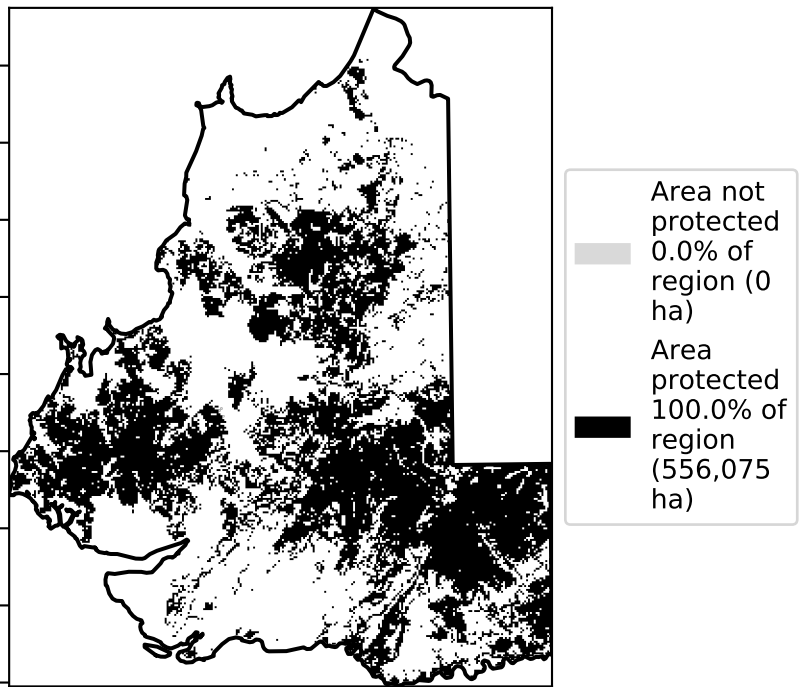 Area not
protected
0.0% of
region (0
ha)
Area
protected
100.0% of
region
(556,075
ha)